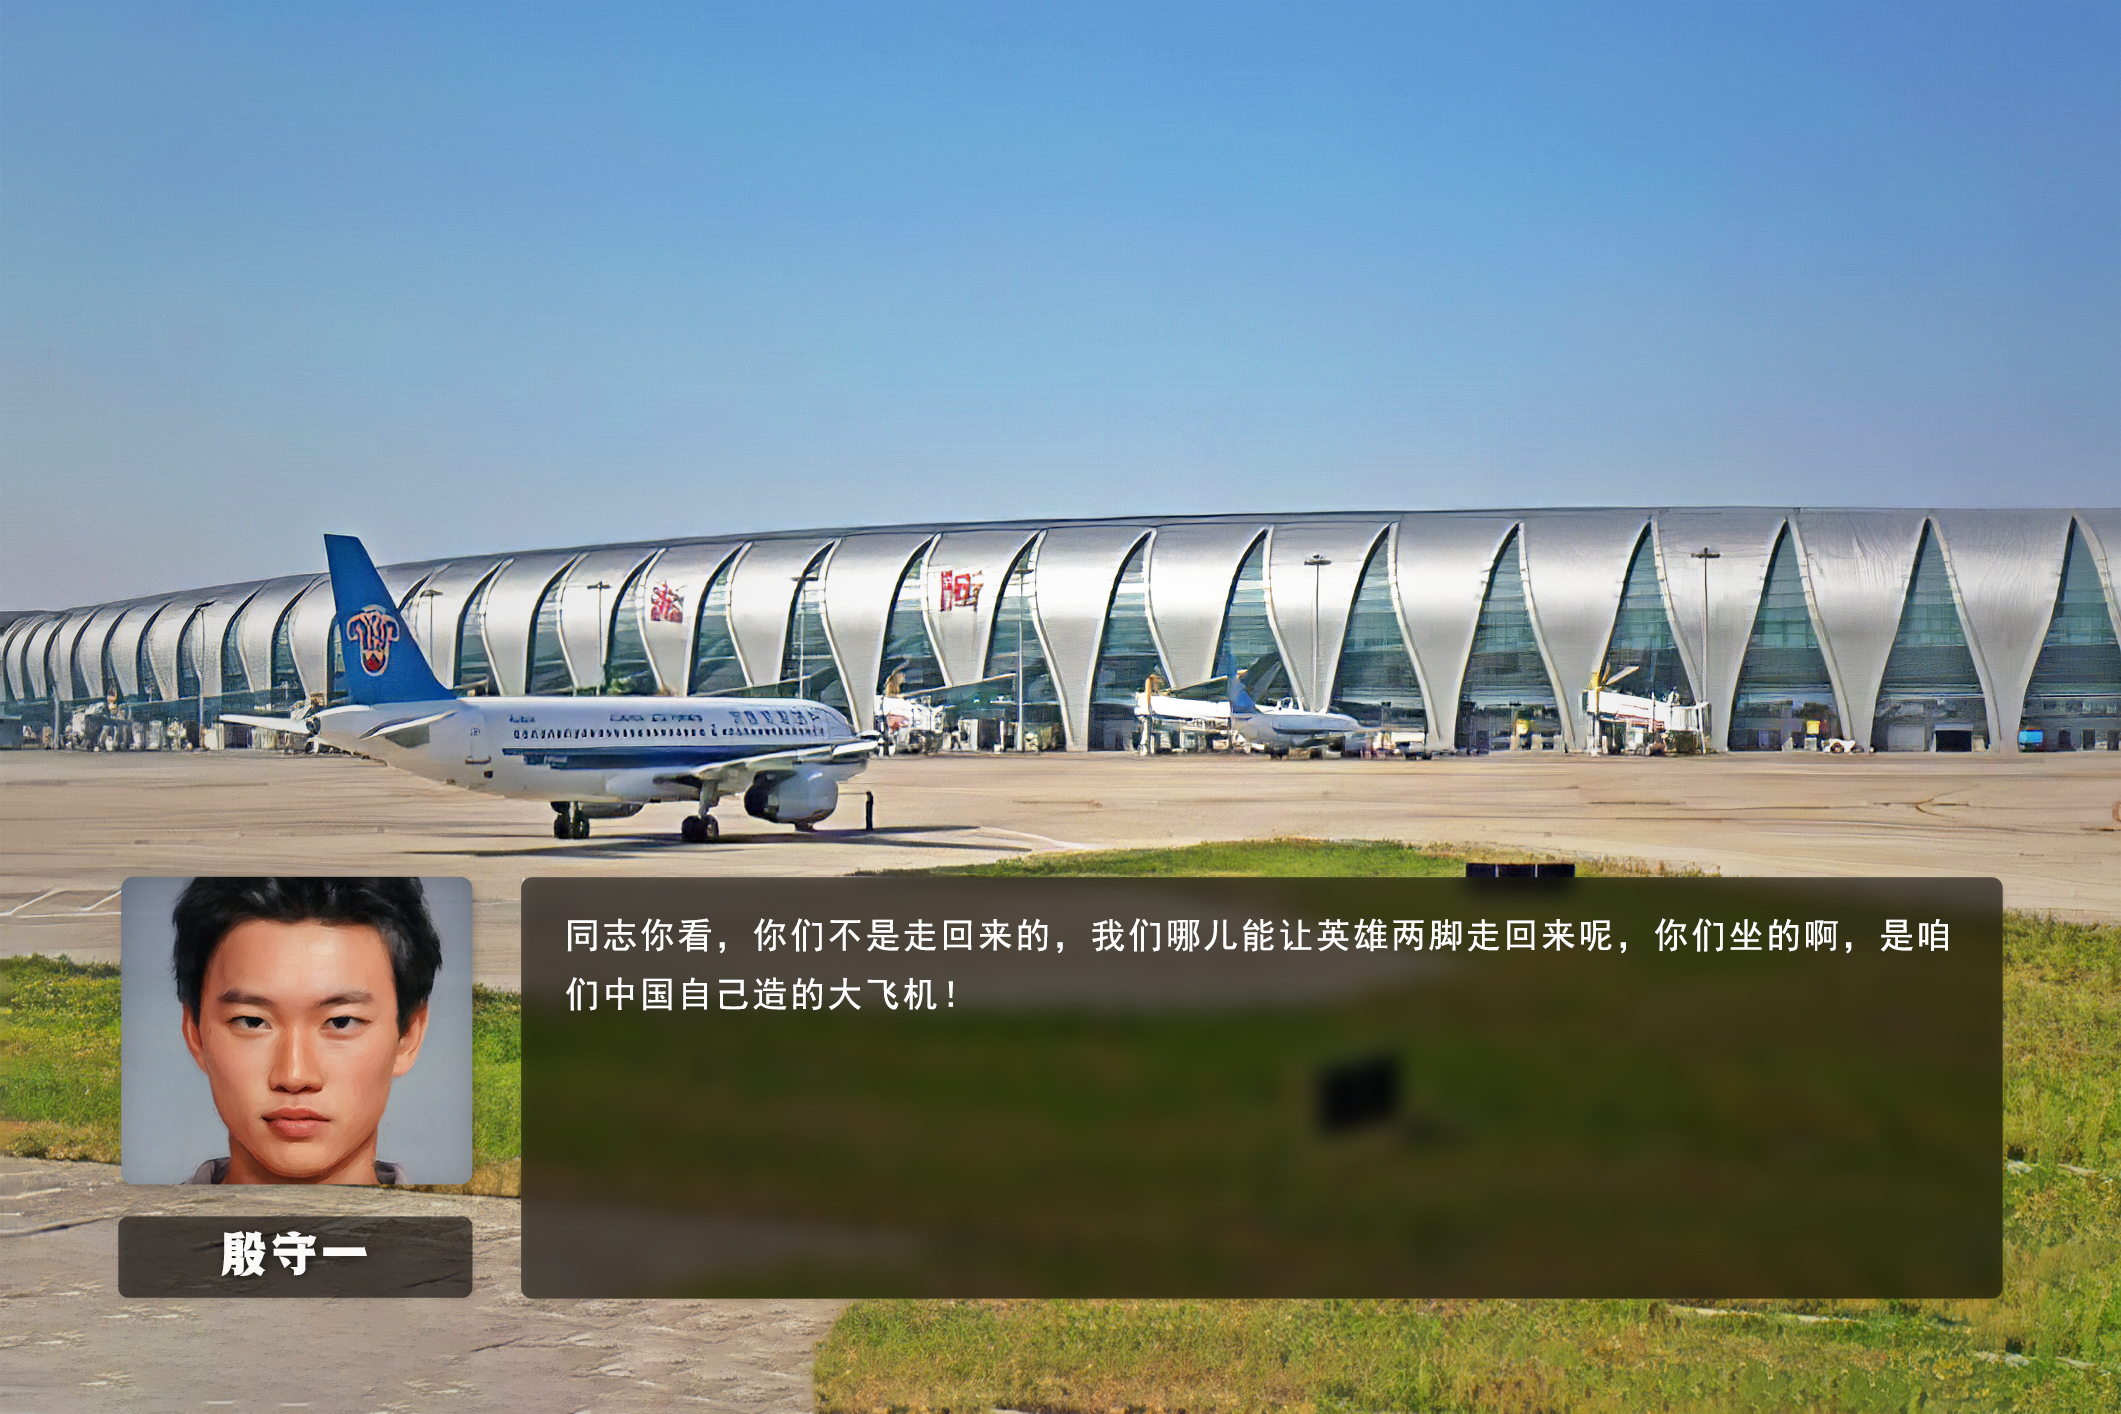 同志你看，你们不是走回来的，我们哪儿能让英雄两脚走回来呢，你们坐的啊，是咱
们中国自己造的大飞机！
殷守一